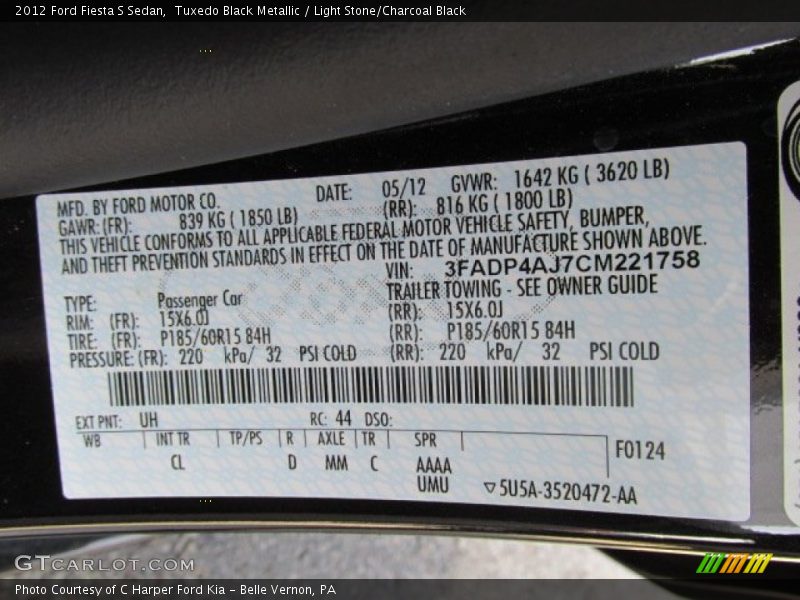 2012 Ford Fiesta S Sedan,  Tuxedo Black Metallic / Light Stone/Charcoal Black
MFD. BY FORD MOTOR CO. DATE: 05/12 GVWR: 1642 KG ( 3620 LB)
GAWR: (FR): 839 KG ( 1850 LB) (RR): 816 KG ( 1800 LB)
THIS VEHICLE CONFORMS TO ALL APPLICABLE FEDERAL MOTOR VEHICLE SAFETY, BUMPER,
AND THEFT PREVENTION STANDARDS IN EFFECT ON THE DATE OF MANUFACTURE SHOWN ABOVE.
VIN: 3FADP4AJ7CM221758
TYPE: Passenger Car TRAILER TOWING - SEE OWNER GUIDE
RIM: (FR): 15X6.0J (RR): 15X6.0J
TIRE: (FR): P185/60R15 84H (RR): P185/60R15 84H
PRESSURE: (FR): 220 kPa/ 32 PSI COLD (RR): 220 kPa/ 32 PSI COLD
EXT PNT: UH RC: 44 DSO:
WB INT TR TP/PS R AXLE TR SPR F0124
CL D MM C AAAA
UMU ▽5U5A-3520472-AA
GTCARLOT.COM
Photo Courtesy of C Harper Ford Kia – Belle Vernon, PA